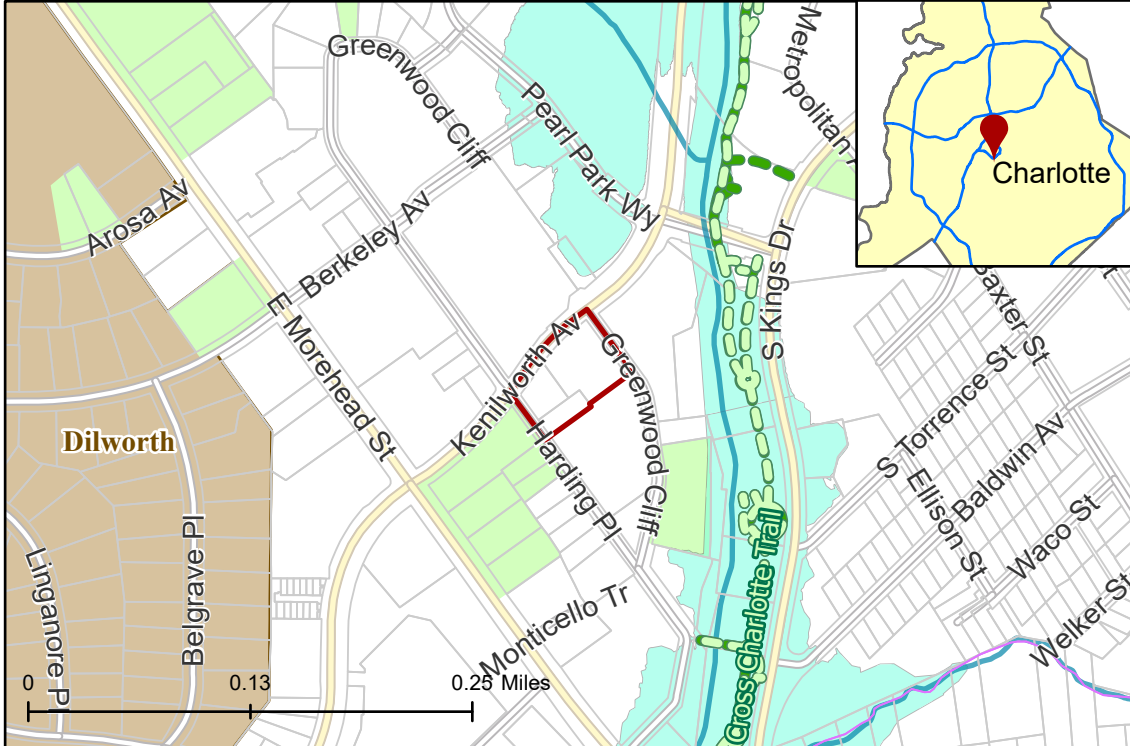 Greenwood Cliff
Metropolitan A
Pearl Park Wy
Charlotte
Arosa Av
Berkeley Av
S Kings Dr
Baxter St
E Morehead St
Kenilworth Av
Greenwood Cliff
S Torrence St
Dilworth
Harding Pl
Baldwin Av
Ellison St
Waco St
Belgrave Pl
Linganore Pl
Cross Charlotte Trail
Monticello Tr
Welker St
0 0.13 0.25 Miles